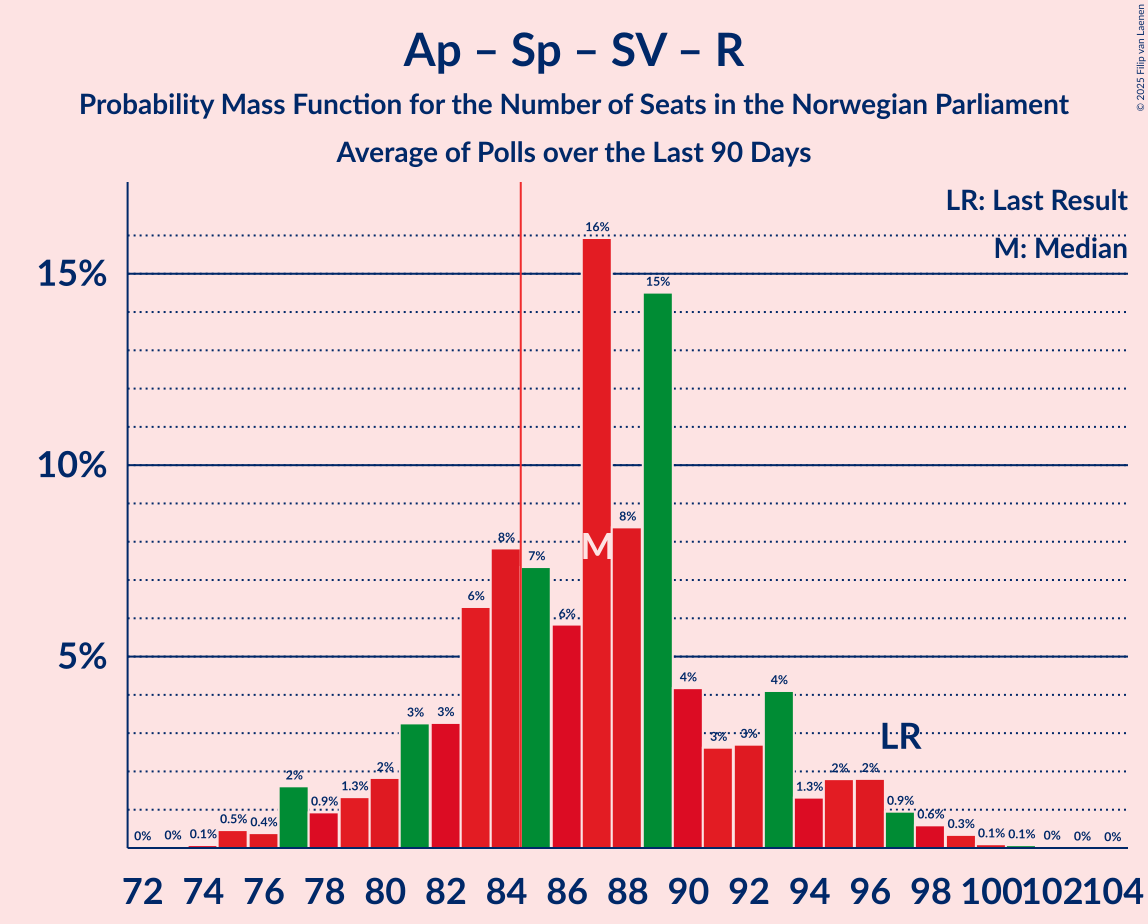 Ap – Sp – SV – R
Probability Mass Function for the Number of Seats in the Norwegian Parliament
Average of Polls over the Last 90 Days
© 2025 Filip van Laenen
LR: Last Result
M: Median
15%
10%
5%
0% 0% 0.1% 0.5% 0.4% 2% 0.9% 1.3% 2% 3% 3% 6% 8% 7% 6% 16% 8% 15% 4% 3% 3% 4% 1.3% 2% 2% 0.9% 0.6% 0.3% 0.1% 0.1% 0% 0% 0%
M
LR
72 74 76 78 80 82 84 86 88 90 92 94 96 98 100 102 104